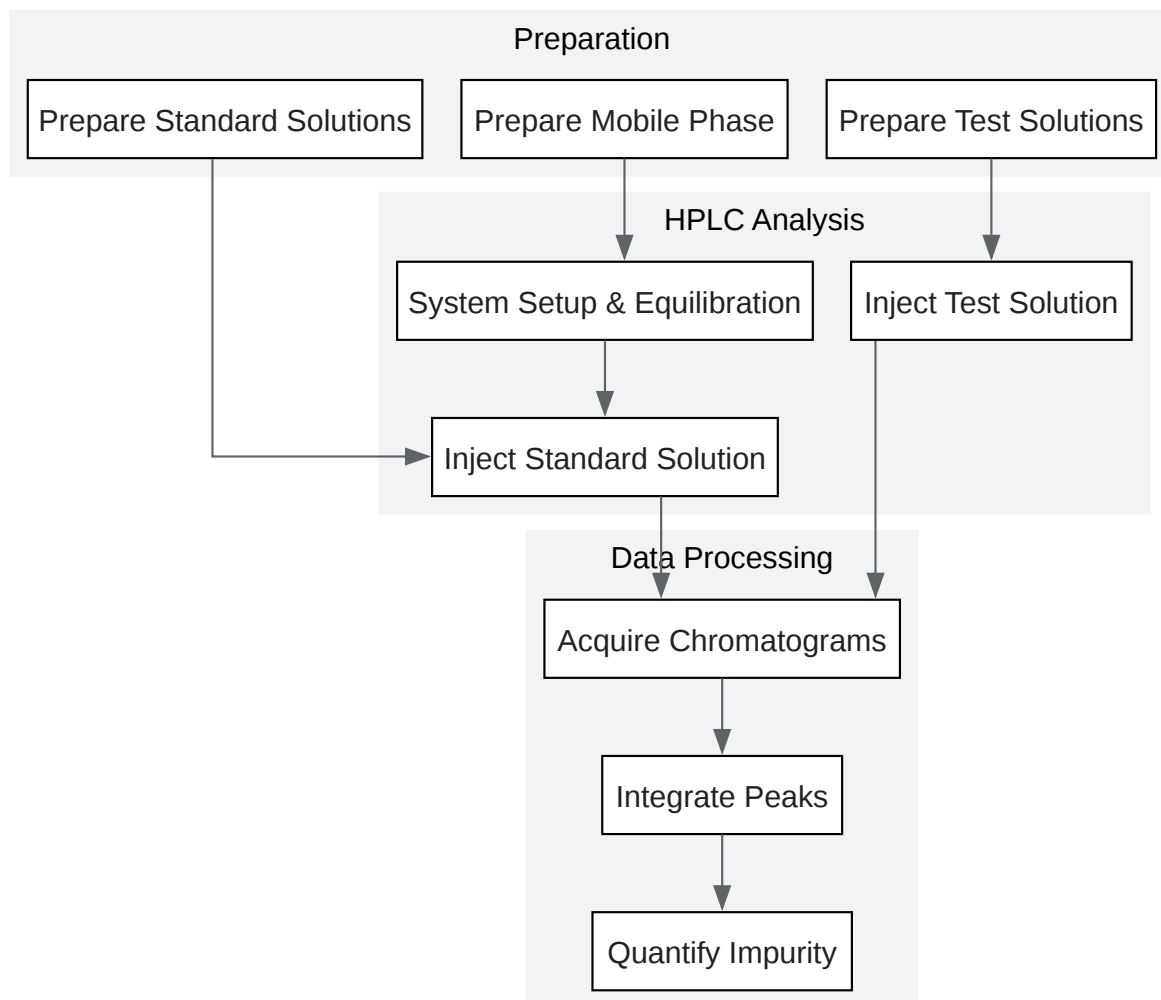 Preparation
Prepare Standard Solutions
Prepare Mobile Phase
Prepare Test Solutions
HPLC Analysis
System Setup & Equilibration
Inject Test Solution
Inject Standard Solution
Data Processing
Acquire Chromatograms
Integrate Peaks
Quantify Impurity